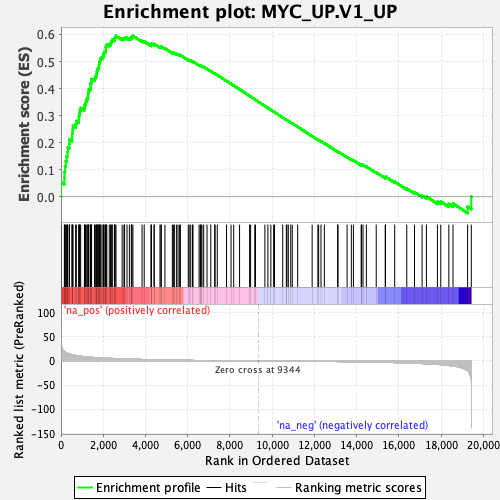 Enrichment plot: MYC_UP.V1_UP
Enrichment score (ES)
0.6
0.5
0.4
0.3
0.2
0.1
0.0
'na_pos' (positively correlated)
Ranked list metric (PreRanked)
100
50
0
-50
-100
-150
Zero cross at 9344
'na_neg' (negatively correlated)
0 2,000 4,000 6,000 8,000 10,000 12,000 14,000 16,000 18,000 20,000
Rank in Ordered Dataset
Enrichment profile Hits Ranking metric scores